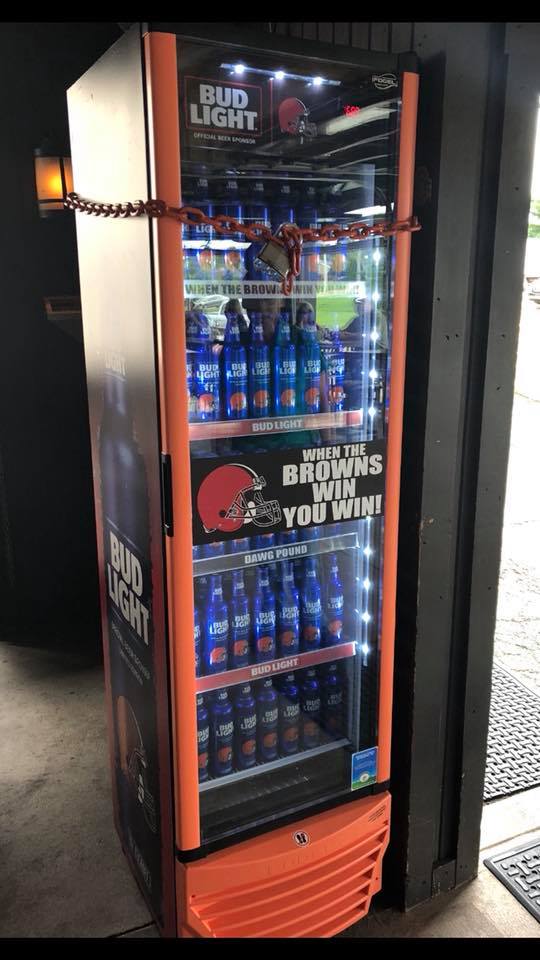 BUD
LIGHT
OFFICIAL BEER SPONSOR
FOGEL
WHEN THE BROWNS WIN YOU WIN!
BUD LIGHT
WHEN THE
BROWNS
WIN
YOU WIN!
DAWG POUND
BUD LIGHT
BUD
LIGHT